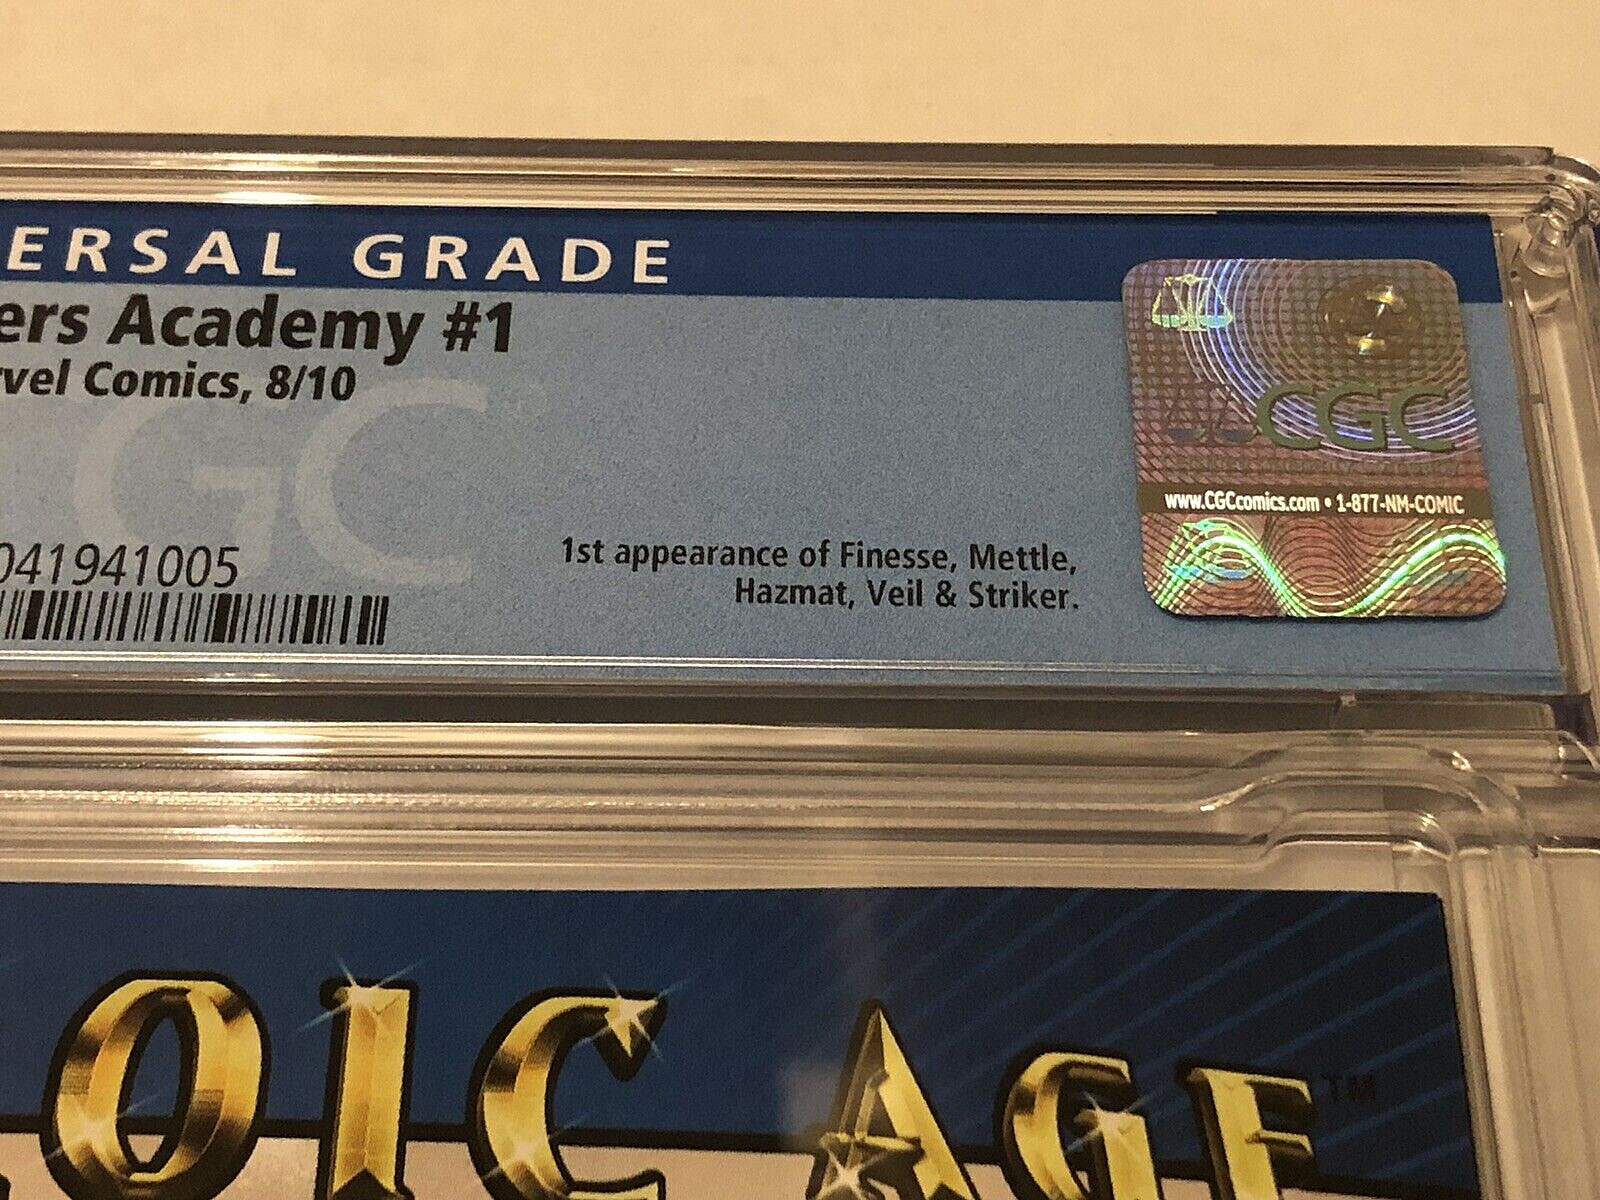 ERSAL GRADE
ers Academy #1
rvel Comics, 8/10
CGC
041941005
1st appearance of Finesse, Mettle,
Hazmat, Veil & Striker.
CGC
www.CGCcomics.com • 1-877-NM-COMIC
OIC AGE™